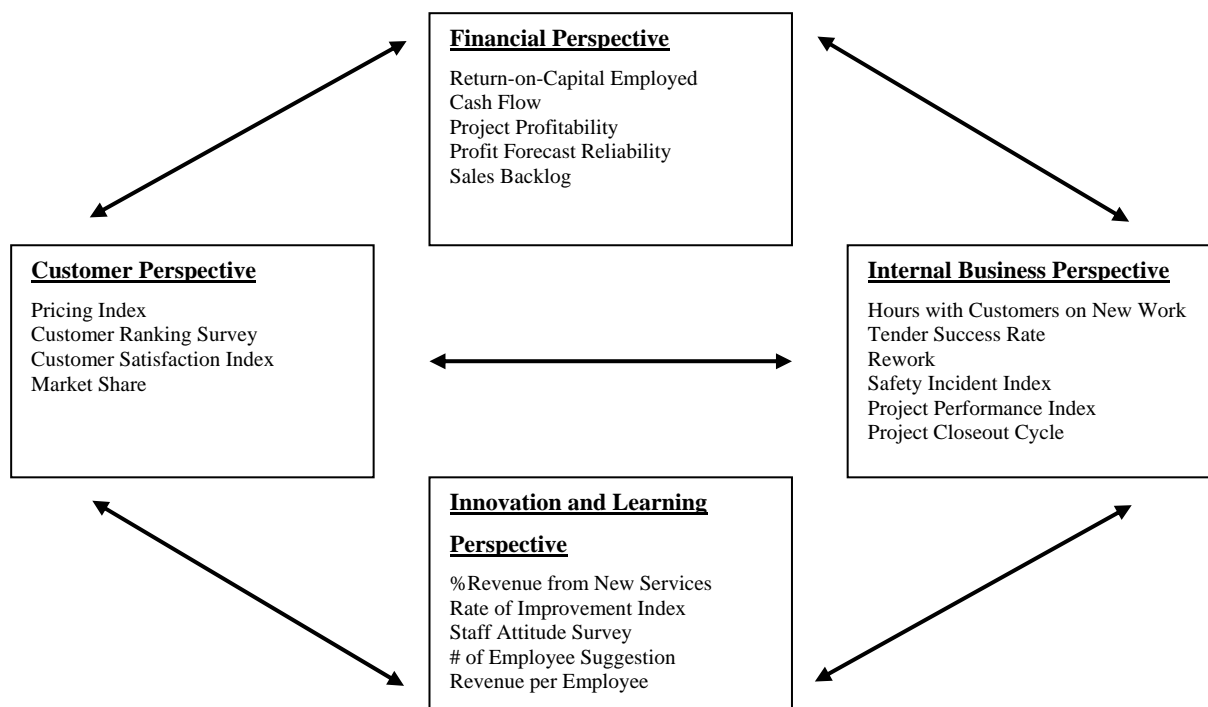 Financial Perspective
Return-on-Capital Employed
Cash Flow
Project Profitability
Profit Forecast Reliability
Sales Backlog
Customer Perspective
Pricing Index
Customer Ranking Survey
Customer Satisfaction Index
Market Share
Internal Business Perspective
Hours with Customers on New Work
Tender Success Rate
Rework
Safety Incident Index
Project Performance Index
Project Closeout Cycle
Innovation and Learning
Perspective
%Revenue from New Services
Rate of Improvement Index
Staff Attitude Survey
# of Employee Suggestion
Revenue per Employee